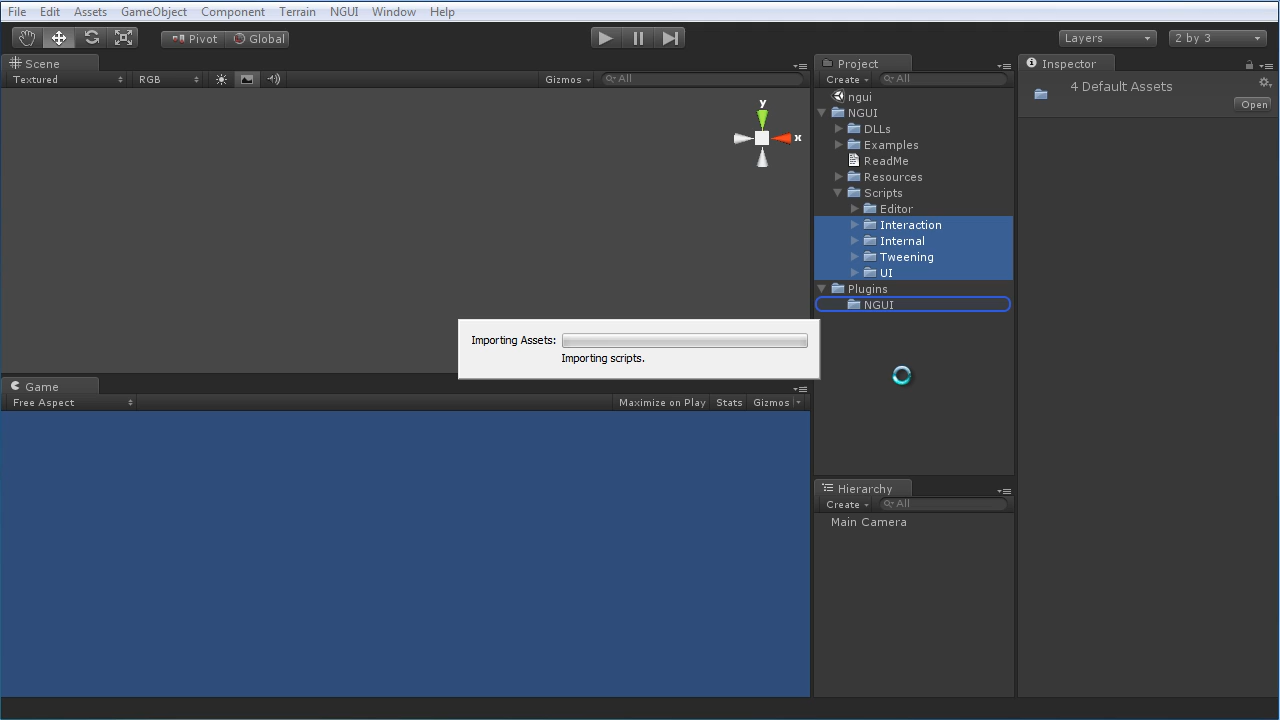 File Edit Assets GameObject Component Terrain NGUI Window Help
Pivot Global Layers 2 by 3
Scene
Textured RGB Gizmos All
y
x
Project
Create All
ngui
NGUI
DLLs
Examples
ReadMe
Resources
Scripts
Editor
Interaction
Internal
Tweening
UI
Plugins
NGUI
Inspector
4 Default Assets
Open
Importing Assets:
Importing scripts.
Game
Free Aspect Maximize on Play Stats Gizmos
Hierarchy
Create All
Main Camera